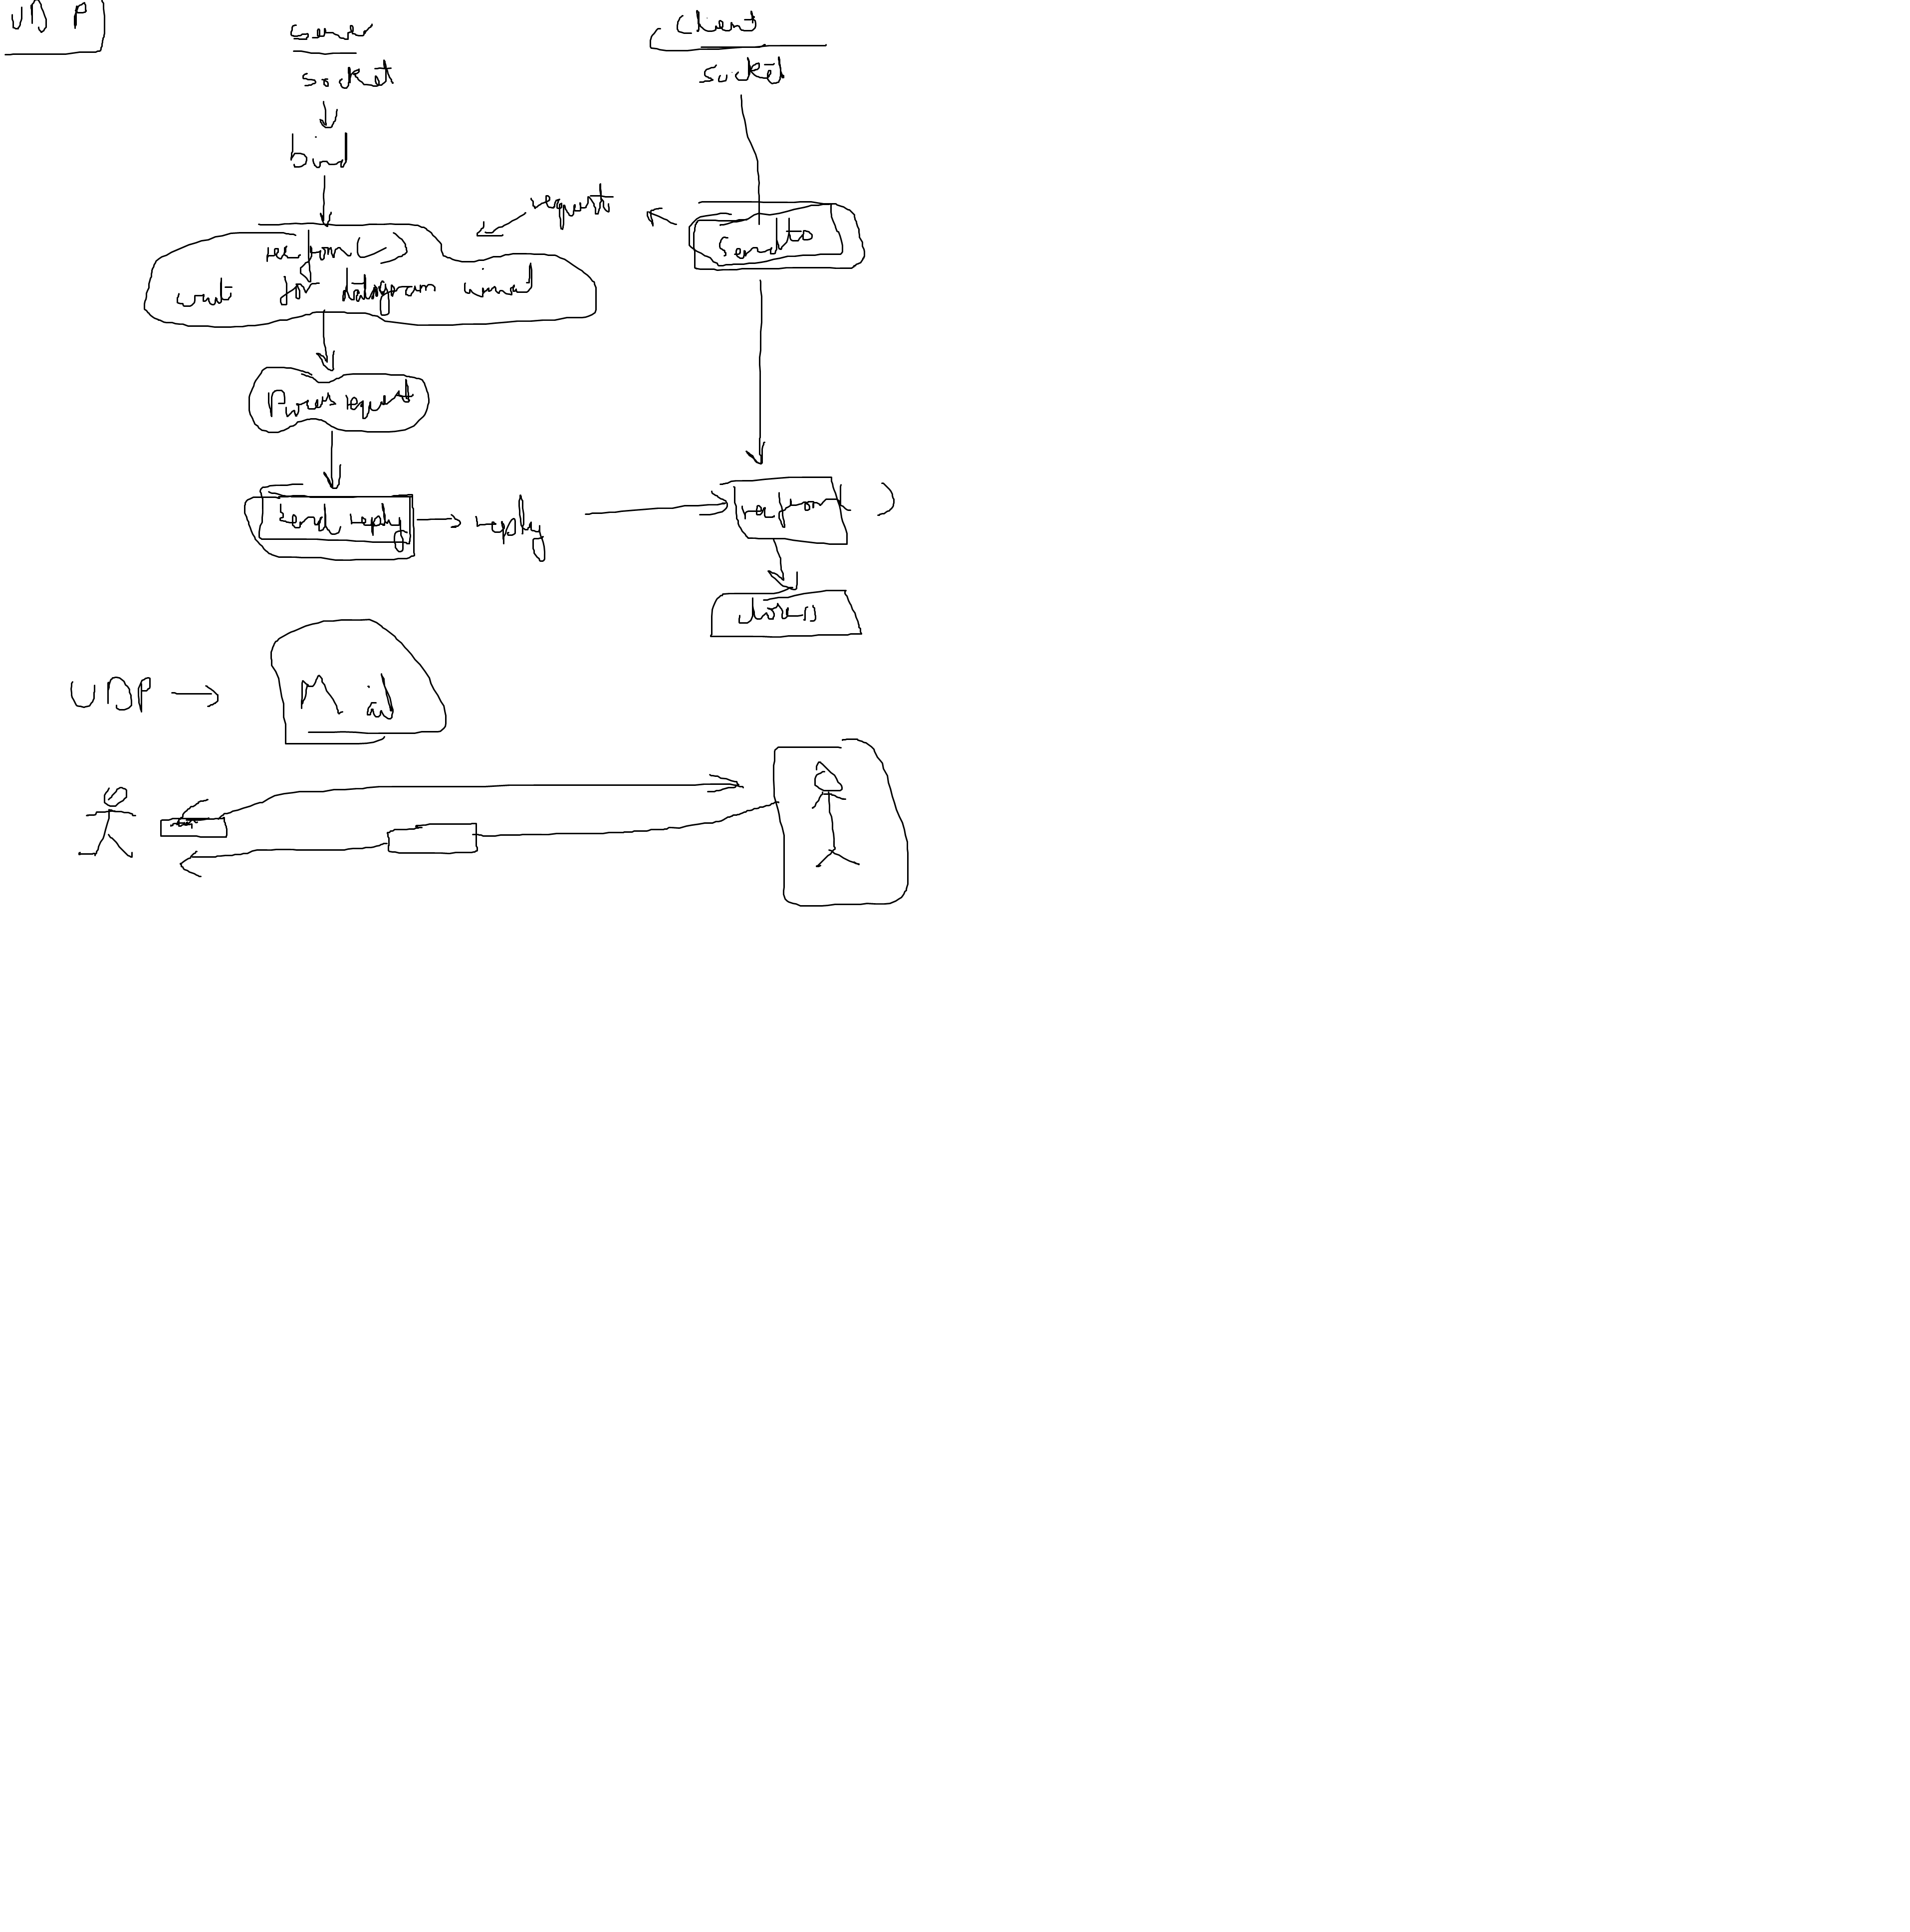 UDP
server
client
socket
socket
bind
request
sendto
recvfrom()
wait for datagram
Process request
send reply
reply
recvfrom( )
close()
UDP → Mail